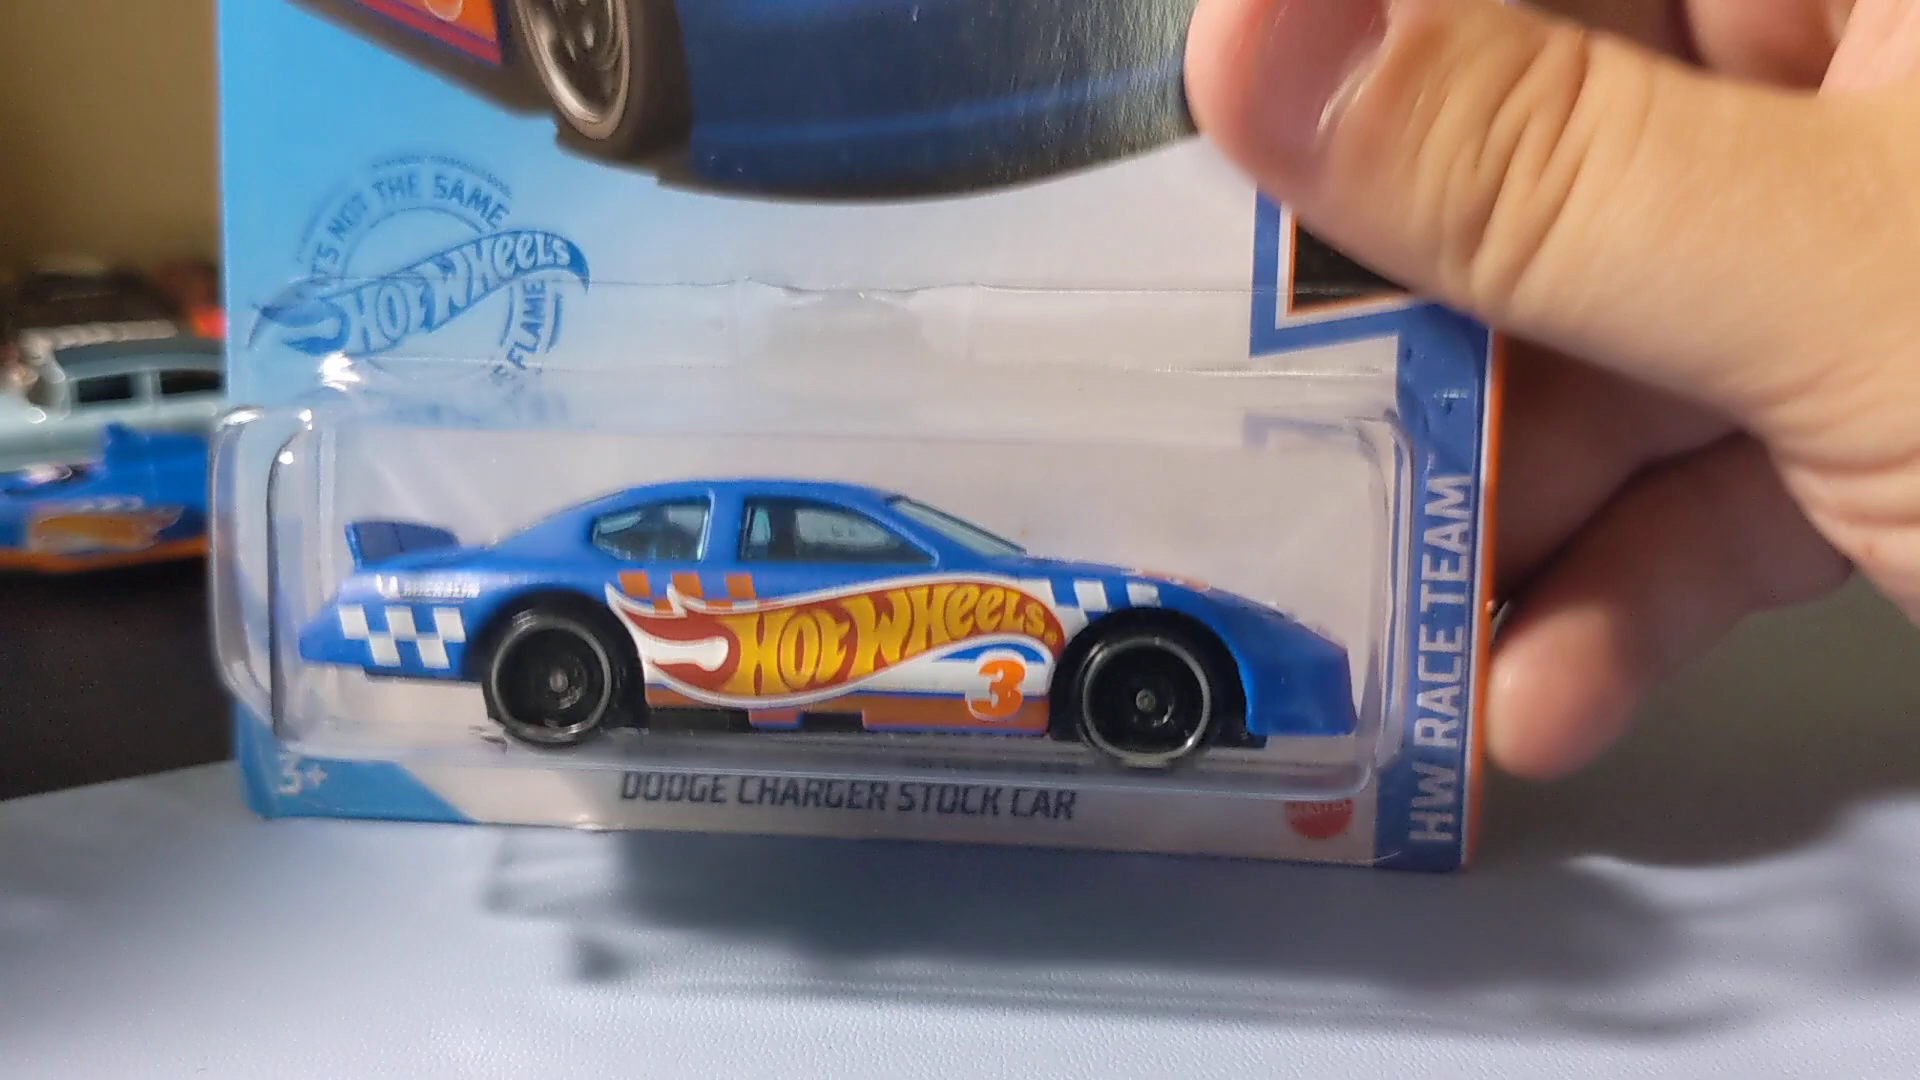 IT'S NOT THE SAME
HOT WHEELS
FLAME
MICHELIN
HOT WHEELS
3
HW RACE TEAM
3+
DODGE CHARGER STOCK CAR
MATTEL